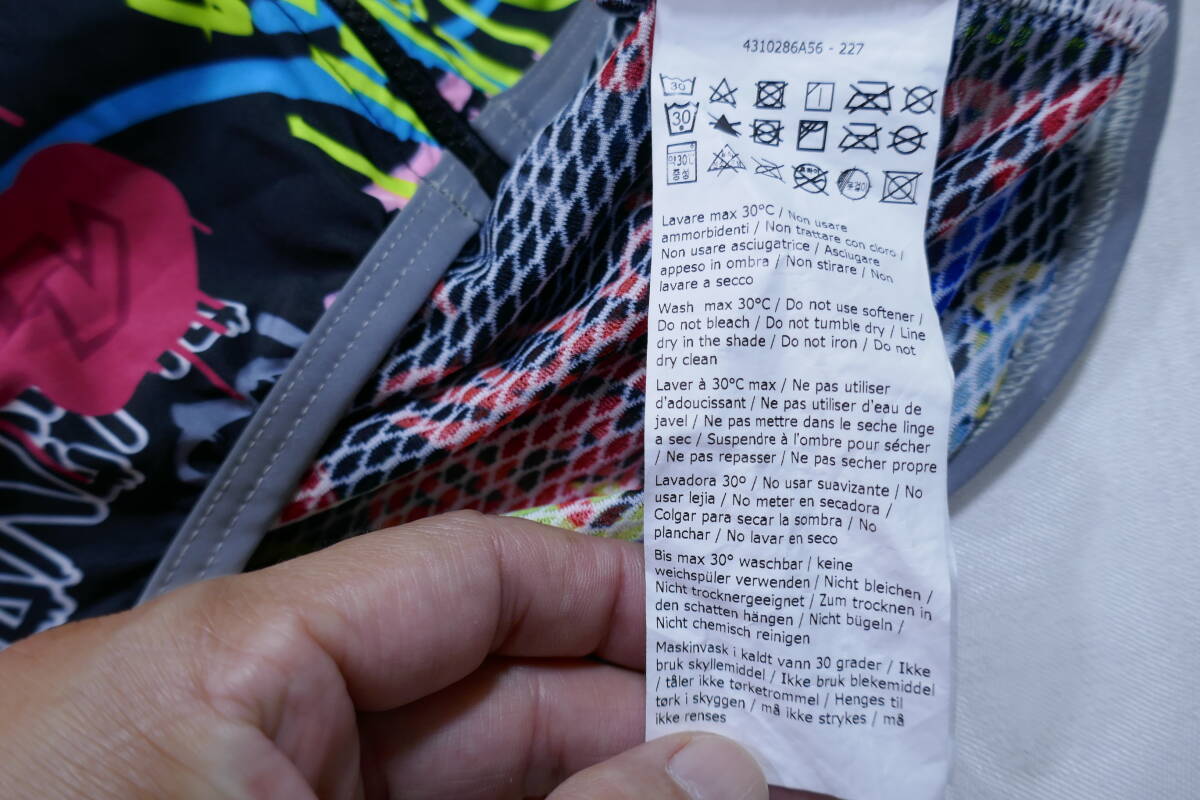 4310286A56 - 227
30
30
약30℃
중성
Lavare max 30°C / Non usare
ammorbidenti / Non trattare con cloro /
Non usare asciugatrice / Asciugare
appeso in ombra / Non stirare / Non
lavare a secco
Wash max 30°C / Do not use softener /
Do not bleach / Do not tumble dry / Line
dry in the shade / Do not iron / Do not
dry clean
Laver à 30°C max / Ne pas utiliser
d'adoucissant / Ne pas utiliser d'eau de
javel / Ne pas mettre dans le seche linge
a sec / Suspendre à l'ombre pour sécher
/ Ne pas repasser / Ne pas secher propre
Lavadora 30° / No usar suavizante / No
usar lejia / No meter en secadora /
Colgar para secar la sombra / No
planchar / No lavar en seco
Bis max 30° waschbar / keine
weichspüler verwenden / Nicht bleichen /
Nicht trocknergeeignet / Zum trocknen in
den schatten hängen / Nicht bügeln /
Nicht chemisch reinigen
Maskinvask i kaldt vann 30 grader / Ikke
bruk skyllemiddel / Ikke bruk blekemiddel
/ tåler ikke tørketrommel / Henges til
tørk i skyggen / må ikke strykes / må
ikke renses